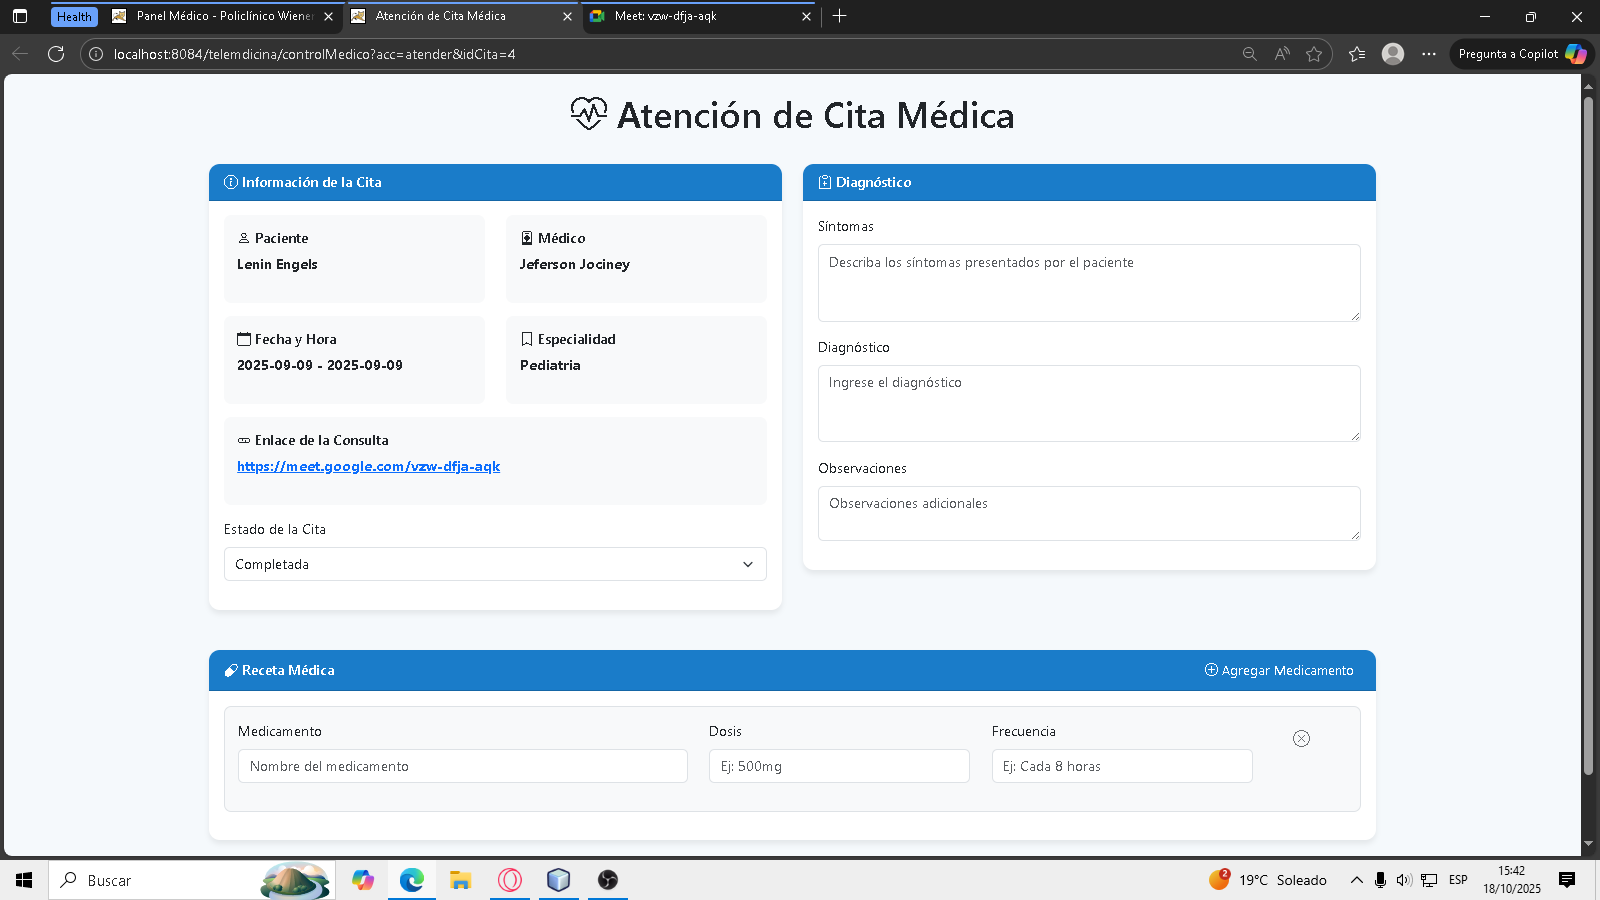 Health
Panel Médico - Policlínico Wiener
Atención de Cita Médica
Meet: vzw-dfja-aqk
localhost:8084/telemdicina/controlMedico?acc=atender&idCita=4
Pregunta a Copilot
Atención de Cita Médica
Información de la Cita
Paciente
Lenin Engels
Médico
Jeferson Jociney
Fecha y Hora
2025-09-09 - 2025-09-09
Especialidad
Pediatria
Enlace de la Consulta
https://meet.google.com/vzw-dfja-aqk
Estado de la Cita
Completada
Diagnóstico
Síntomas
Describa los síntomas presentados por el paciente
Diagnóstico
Ingrese el diagnóstico
Observaciones
Observaciones adicionales
Receta Médica
Agregar Medicamento
Medicamento
Nombre del medicamento
Dosis
Ej: 500mg
Frecuencia
Ej: Cada 8 horas
Buscar
2
19°C Soleado
ESP
15:42
18/10/2025